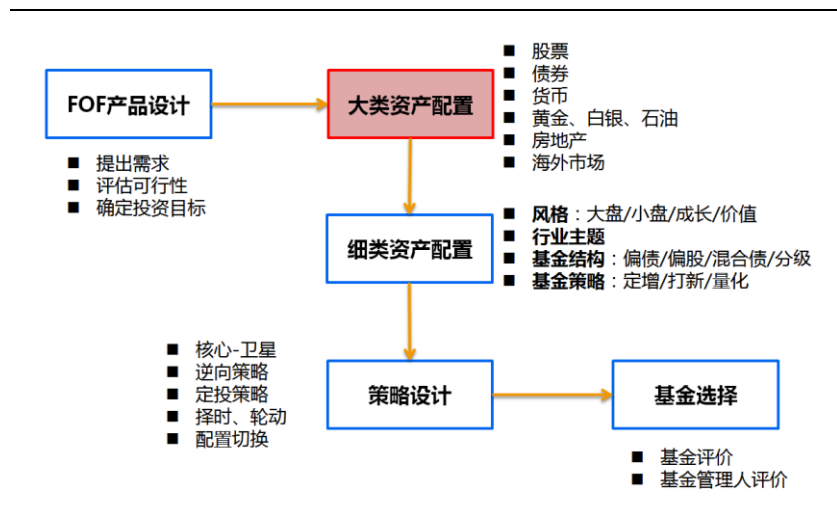 FOF产品设计
■ 提出需求
■ 评估可行性
■ 确定投资目标
大类资产配置
■ 股票
■ 债券
■ 货币
■ 黄金、白银、石油
■ 房地产
■ 海外市场
细类资产配置
■ 风格：大盘/小盘/成长/价值
■ 行业主题
■ 基金结构：偏债/偏股/混合债/分级
■ 基金策略：定增/打新/量化
■ 核心-卫星
■ 逆向策略
■ 定投策略
■ 择时、轮动
■ 配置切换
策略设计
基金选择
■ 基金评价
■ 基金管理人评价